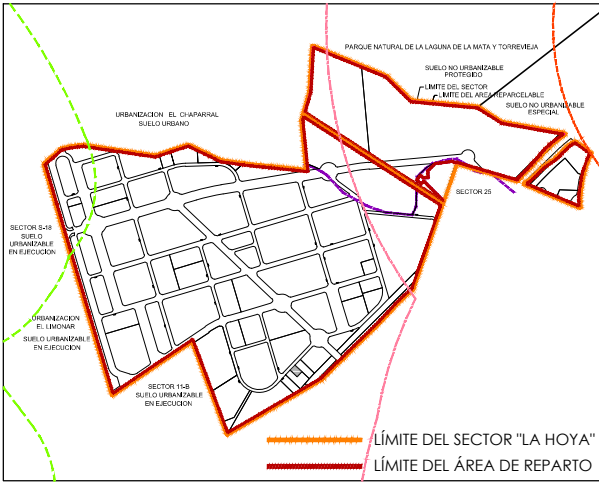 PARQUE NATURAL DE LA LAGUNA DE LA MATA Y TORREVIEJA
SUELO NO URBANIZABLE
PROTEGIDO
LIMITE DEL SECTOR
LIMITE DEL AREA REPARCELABLE
SUELO NO URBANIZABLE
ESPECIAL
URBANIZACION EL CHAPARRAL
SUELO URBANO
SECTOR 25
SECTOR S-18
SUELO
URBANIZABLE
EN EJECUCION
URBANIZACION
EL LIMONAR
SUELO URBANIZABLE
EN EJECUCION
SECTOR 11-B
SUELO URBANIZABLE
EN EJECUCION
LÍMITE DEL SECTOR "LA HOYA"
LÍMITE DEL ÁREA DE REPARTO